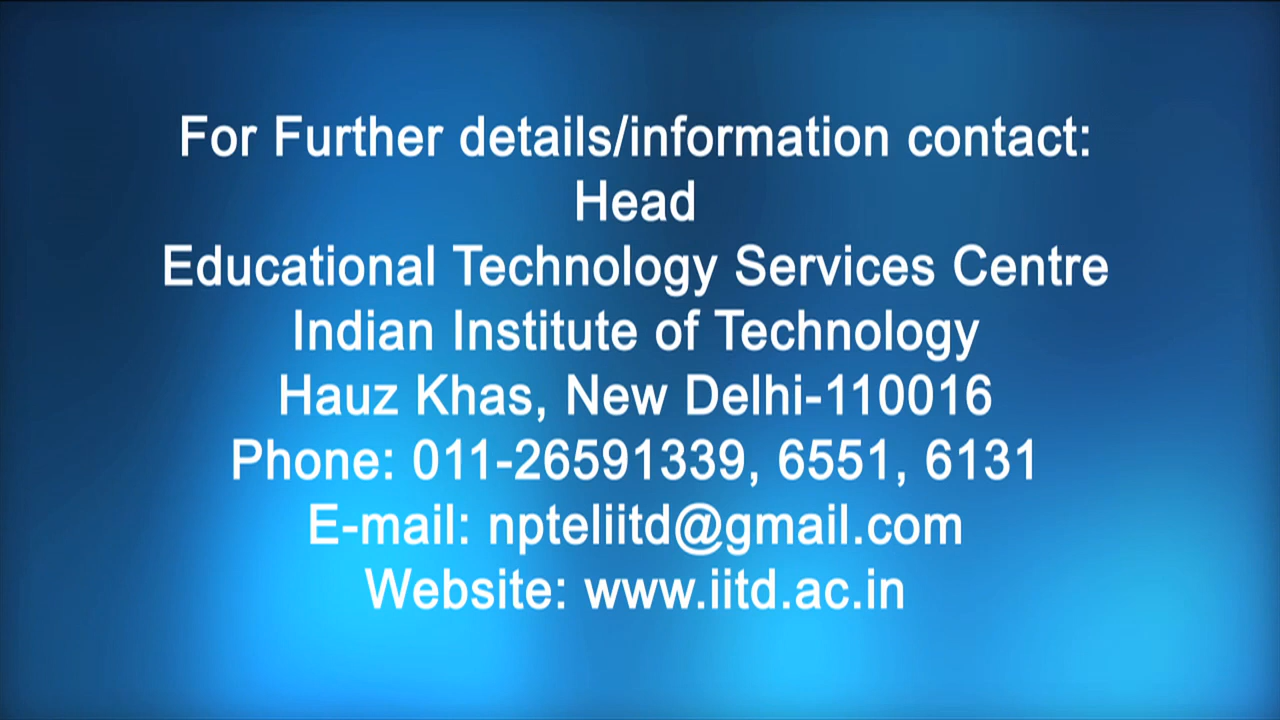 For Further details/information contact:
Head
Educational Technology Services Centre
Indian Institute of Technology
Hauz Khas, New Delhi-110016
Phone: 011-26591339, 6551, 6131
E-mail: npteliitd@gmail.com
Website: www.iitd.ac.in